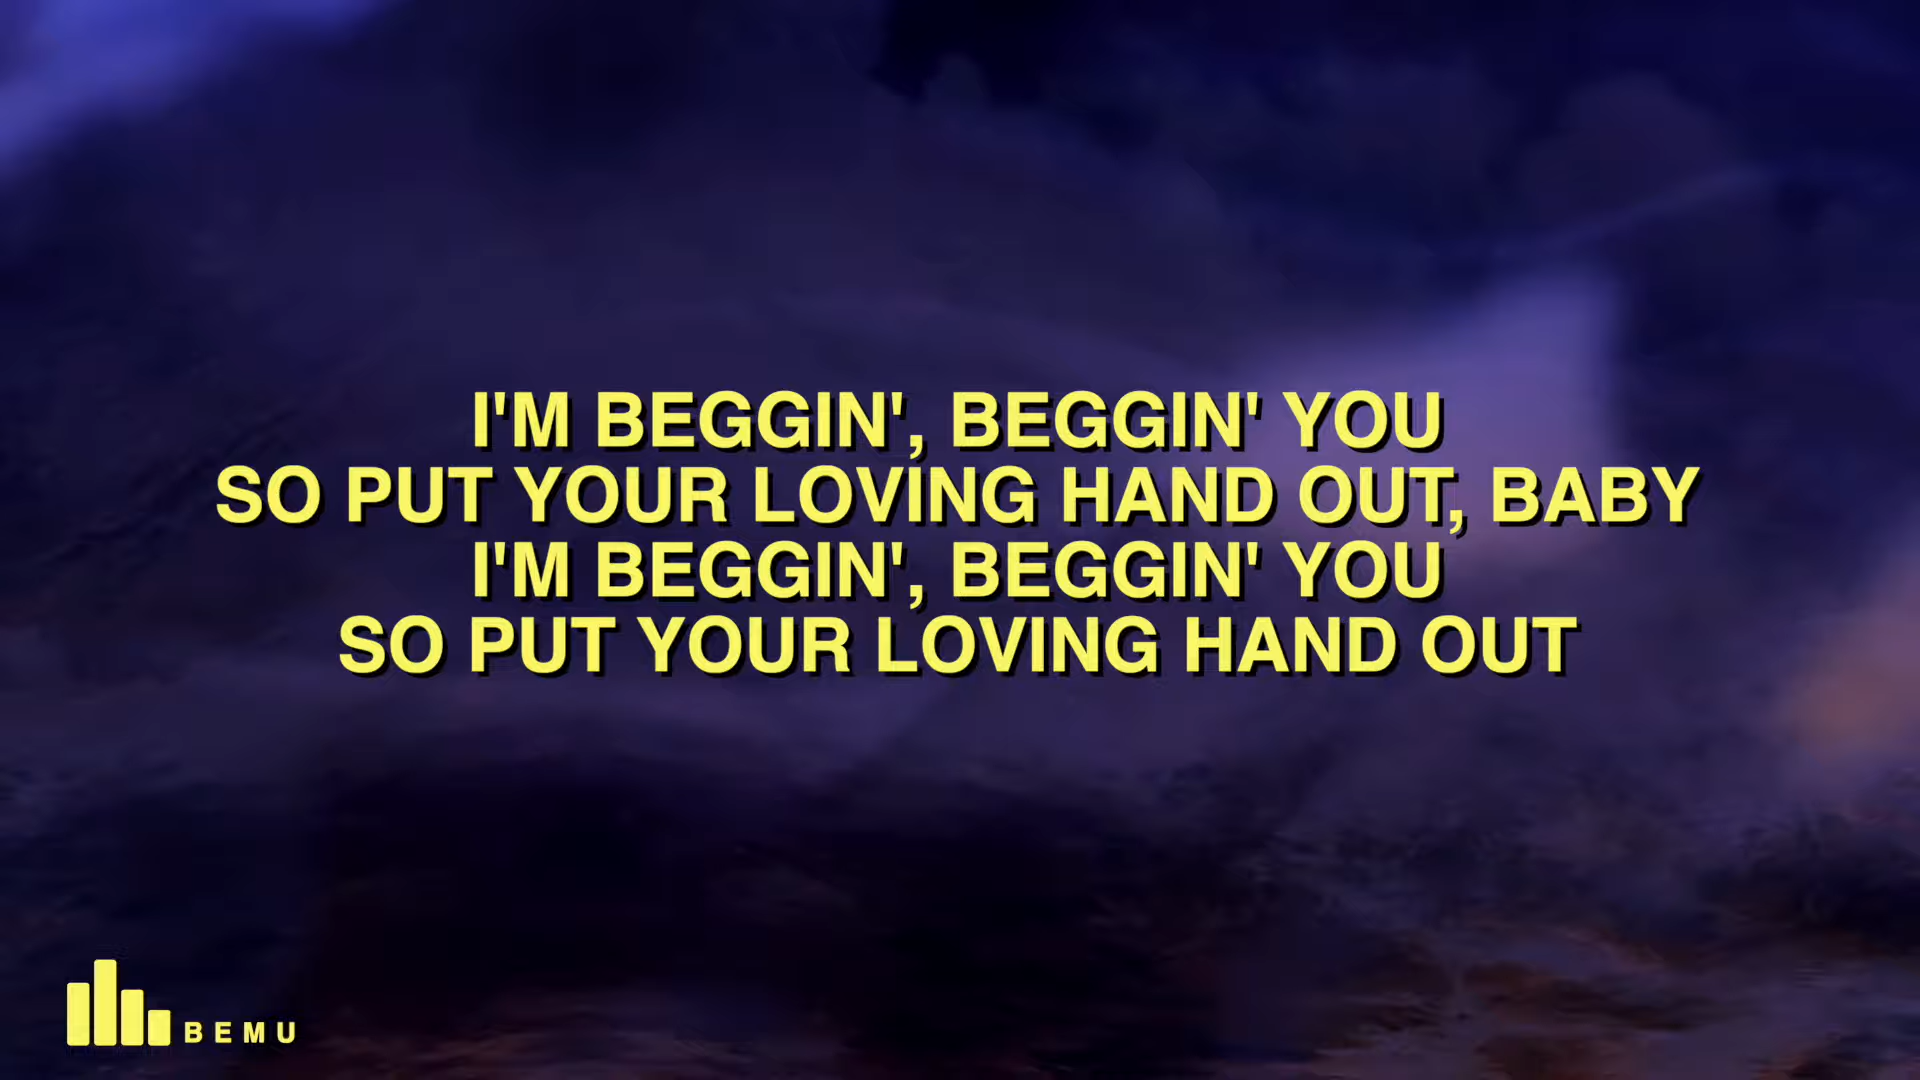 I'M BEGGIN', BEGGIN' YOU
SO PUT YOUR LOVING HAND OUT, BABY
I'M BEGGIN', BEGGIN' YOU
SO PUT YOUR LOVING HAND OUT
BEMU